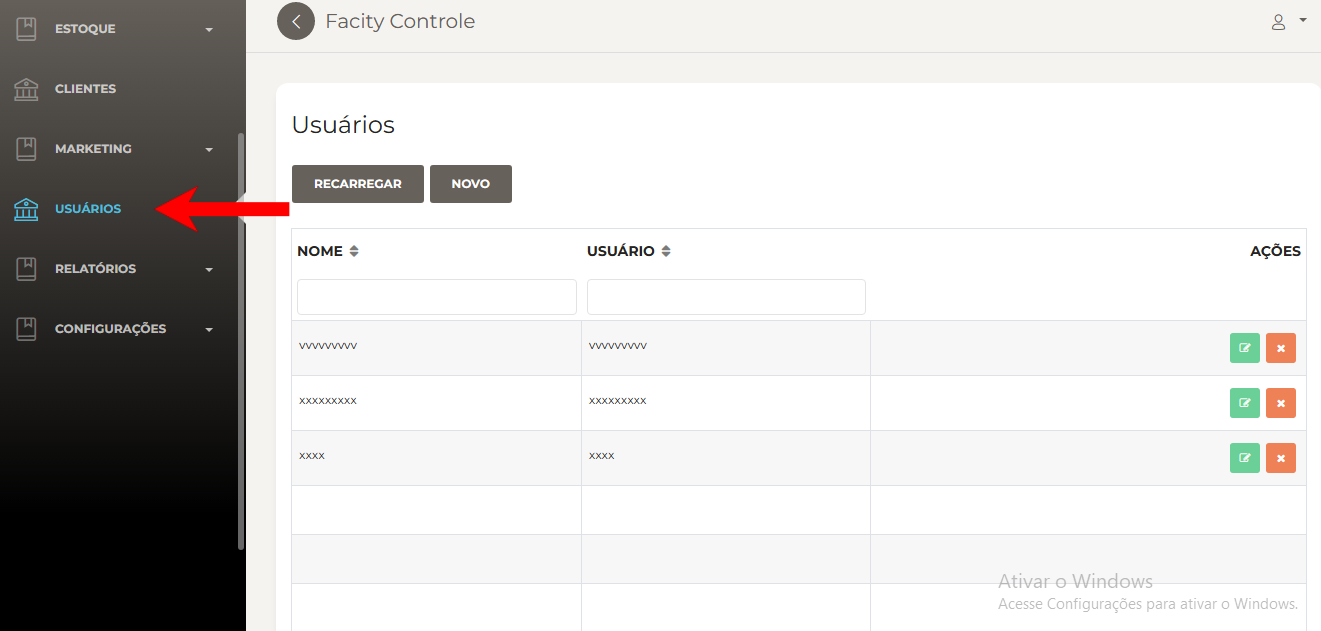 ESTOQUE
CLIENTES
MARKETING
USUÁRIOS
RELATÓRIOS
CONFIGURAÇÕES
Facity Controle
Usuários
RECARREGAR NOVO
NOME USUÁRIO AÇÕES
vvvvvvvvv vvvvvvvvv
xxxxxxxxx xxxxxxxxx
xxxx xxxx
Ativar o Windows
Acesse Configurações para ativar o Windows.